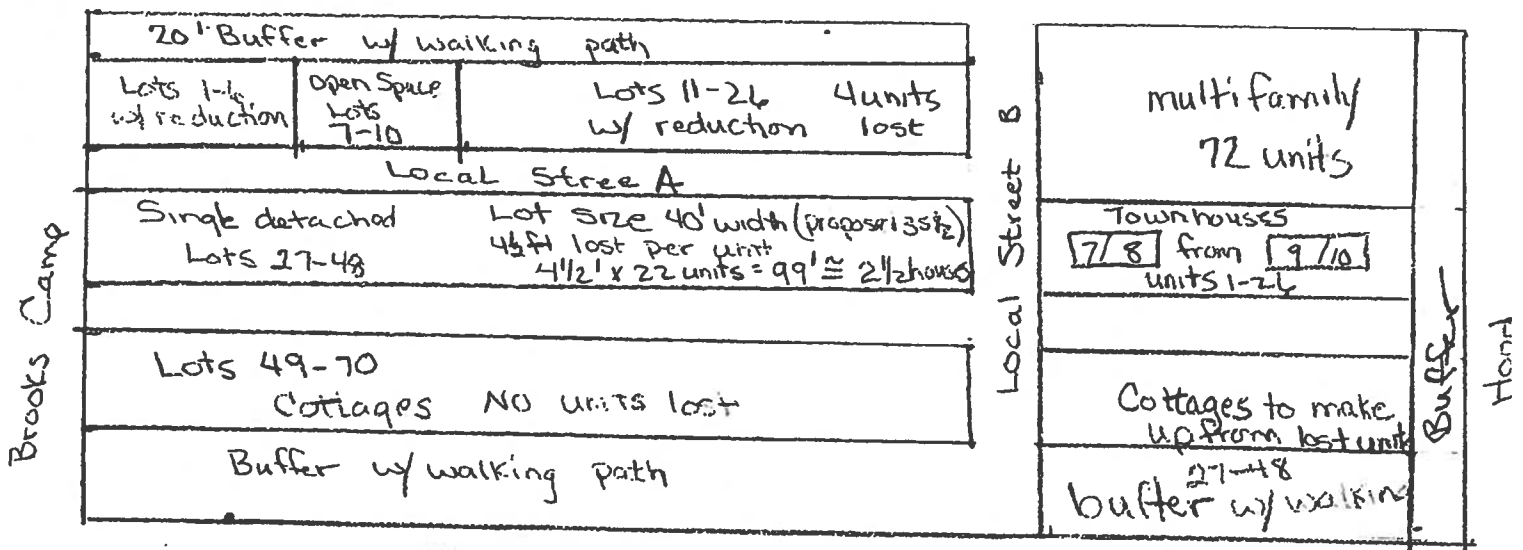 20' Buffer w/ walking path
Lots 1-6
w/ reduction
Open Space
Lots
7-10
Lots 11-26 4 units
w/ reduction lost
Local Stree A
Single detached
Lots 27-48
Lot Size 40' width (propose 35½)
4½ ft lost per unit
4½' x 22 units = 99' ≅ 2½ houses
Lots 49-70
Cottages NO units lost
Buffer w/ walking path
Brooks Camp
Local Street B
multifamily
72 units
Townhouses
7/8 from 9/10
units 1-26
Cottages to make
up from lost unit
27-48
buffer w/ walkin
Buffer